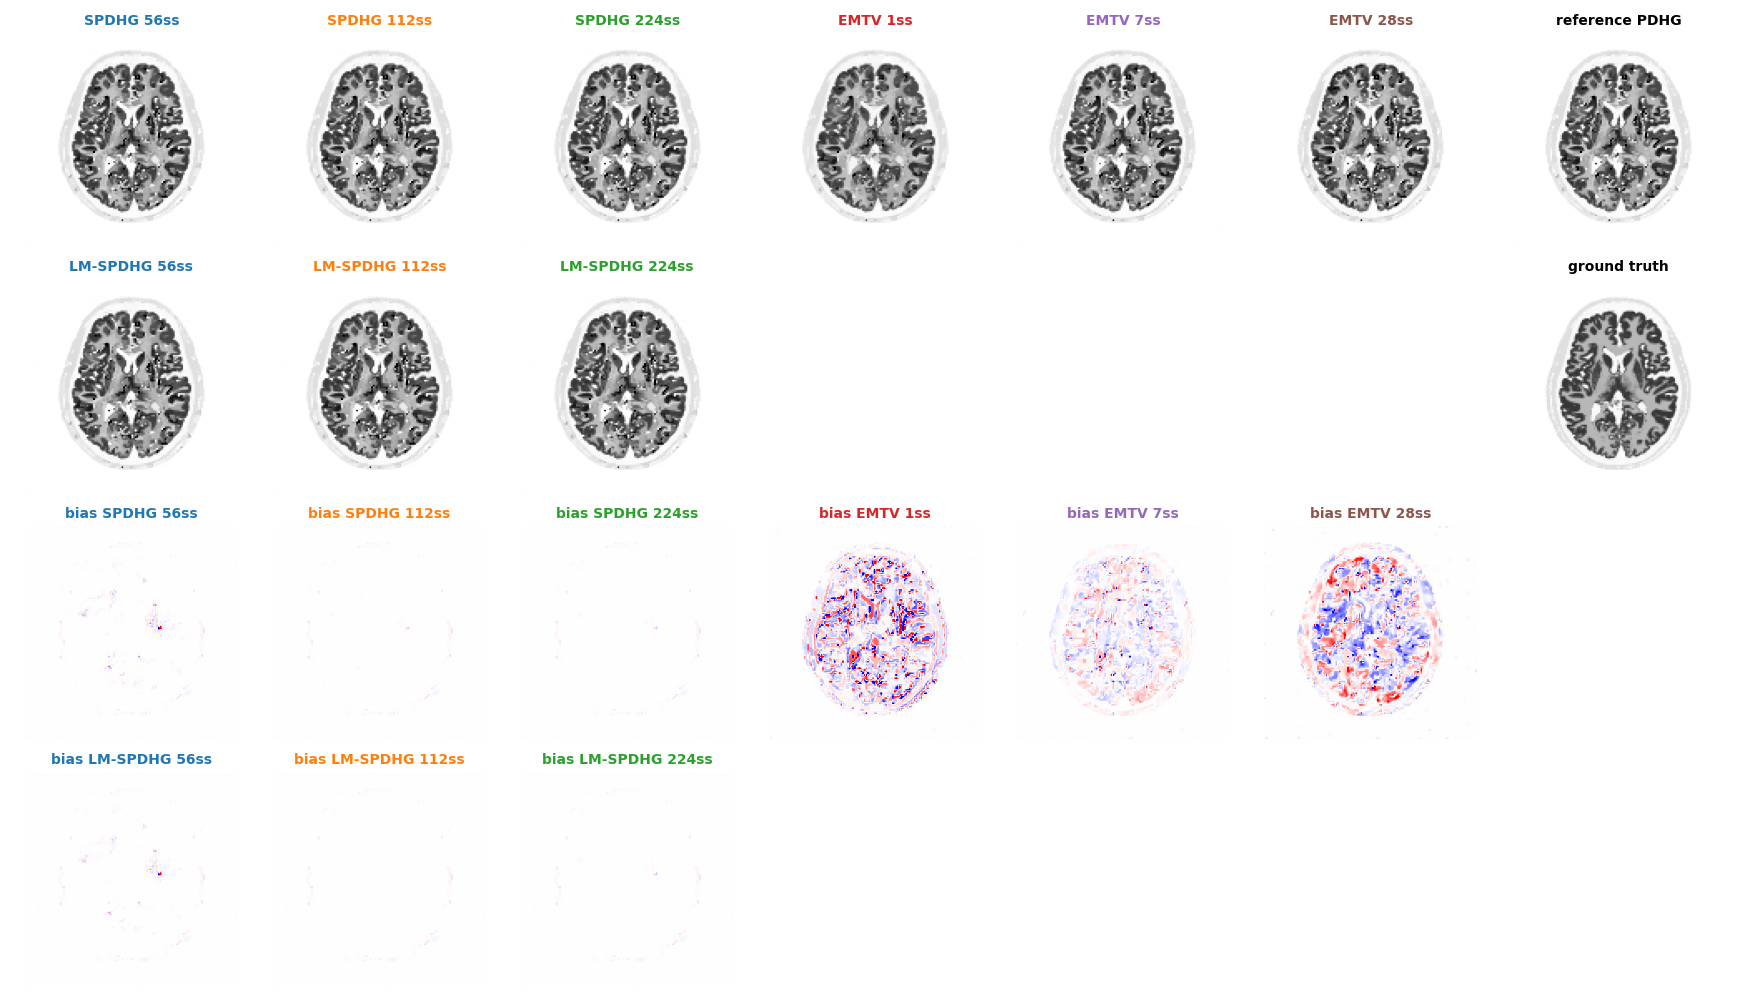 SPDHG 56ss SPDHG 112ss SPDHG 224ss EMTV 1ss EMTV 7ss EMTV 28ss reference PDHG
LM-SPDHG 56ss LM-SPDHG 112ss LM-SPDHG 224ss ground truth
bias SPDHG 56ss bias SPDHG 112ss bias SPDHG 224ss bias EMTV 1ss bias EMTV 7ss bias EMTV 28ss
bias LM-SPDHG 56ss bias LM-SPDHG 112ss bias LM-SPDHG 224ss